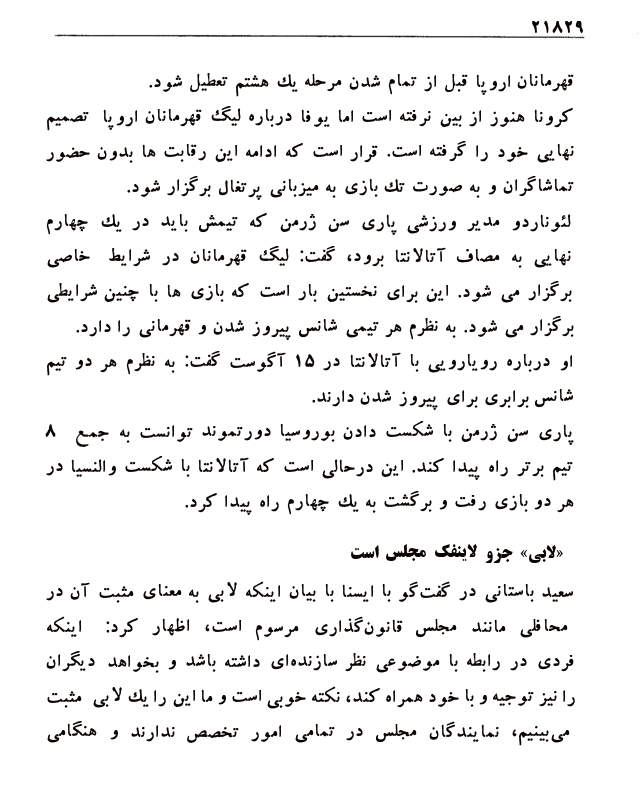 ۲۱۸۲۹
قهرمانان اروپا قبل از تمام شدن مرحله یك هشتم تعطیل شود.
کرونا هنوز از بین نرفته است اما یوفا درباره لیگ قهرمانان اروپا تصمیم
نهایی خود را گرفته است. قرار است که ادامه این رقابت ها بدون حضور
تماشاگران و به صورت تك بازی به میزبانی پرتغال برگزار شود.
لئوناردو مدیر ورزشی پاری سن ژرمن که تیمش باید در یك چهارم
نهایی به مصاف آتالانتا برود، گفت: لیگ قهرمانان در شرایط خاصی
برگزار می شود. این برای نخستین بار است که بازی ها با چنین شرایطی
برگزار می شود. به نظرم هر تیمی شانس پیروز شدن و قهرمانی را دارد.
او درباره رویارویی با آتالانتا در ۱۵ آگوست گفت: به نظرم هر دو تیم
شانس برابری برای پیروز شدن دارند.
پاری سن ژرمن با شکست دادن بوروسیا دورتموند توانست به جمع ۸
تیم برتر راه پیدا کند. این درحالی است که آتالانتا با شکست والنسیا در
هر دو بازی رفت و برگشت به یك چهارم راه پیدا کرد.
«لابی» جزو لاینفک مجلس است
سعید باستانی در گفت‌گو با ایسنا با بیان اینکه لابی به معنای مثبت آن در
محافلی مانند مجلس قانون‌گذاری مرسوم است، اظهار کرد: اینکه
فردی در رابطه با موضوعی نظر سازنده‌ای داشته باشد و بخواهد دیگران
را نیز توجیه و با خود همراه کند، نکته خوبی است و ما این را یك لابی مثبت
می‌بینیم، نمایندگان مجلس در تمامی امور تخصص ندارند و هنگامی